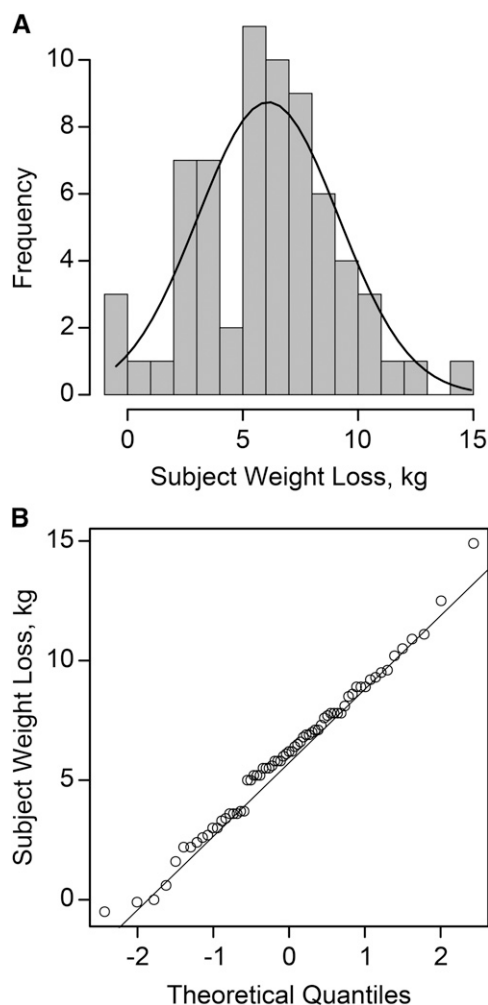 A
10
8
6
4
2
0
Frequency
0 5 10 15
Subject Weight Loss, kg
B
15
10
5
0
Subject Weight Loss, kg
-2 -1 0 1 2
Theoretical Quantiles